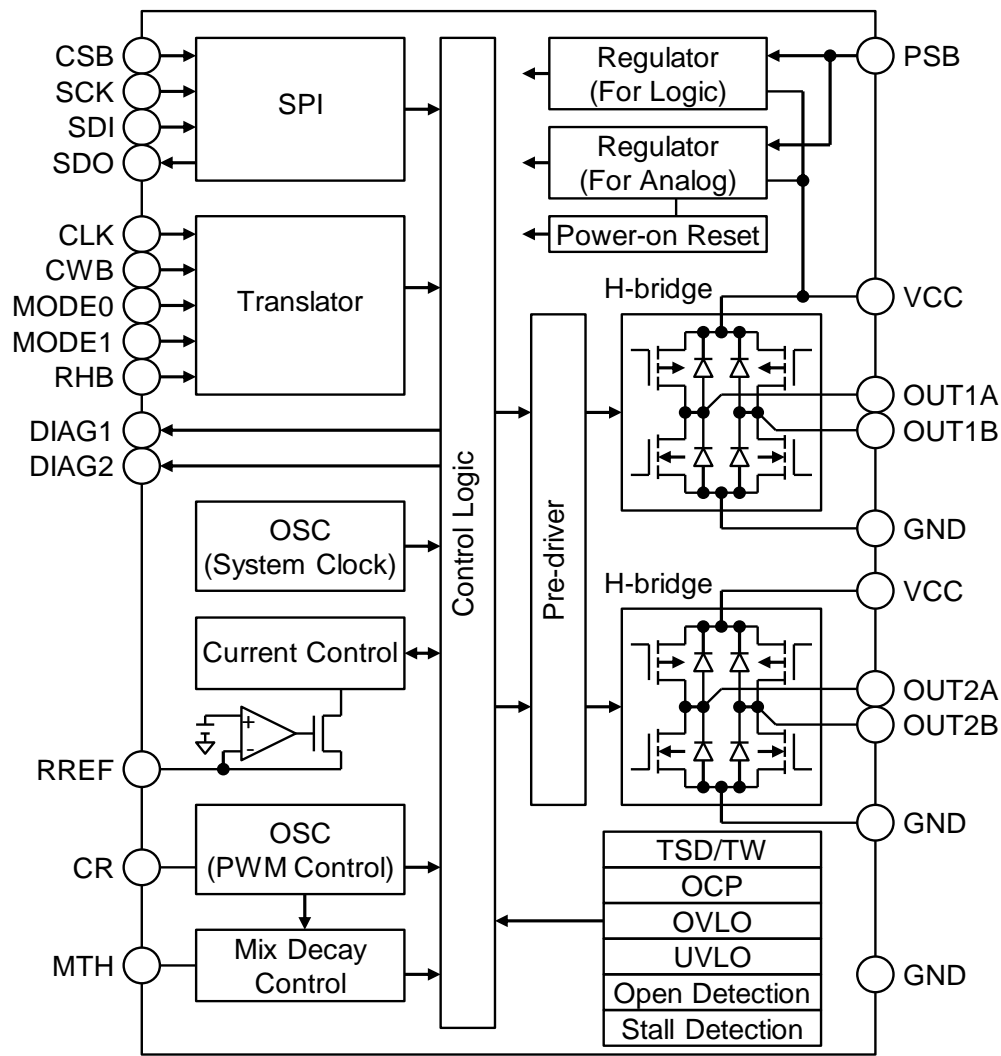 CSB
SCK
SDI
SDO
SPI
CLK
CWB
MODE0
MODE1
RHB
Translator
DIAG1
DIAG2
OSC
(System Clock)
Current Control
+
-
RREF
CR
OSC
(PWM Control)
MTH
Mix Decay
Control
Control Logic
Pre-driver
Regulator
(For Logic)
Regulator
(For Analog)
Power-on Reset
PSB
H-bridge
VCC
OUT1A
OUT1B
GND
H-bridge
VCC
OUT2A
OUT2B
GND
TSD/TW
OCP
OVLO
UVLO
Open Detection
Stall Detection
GND